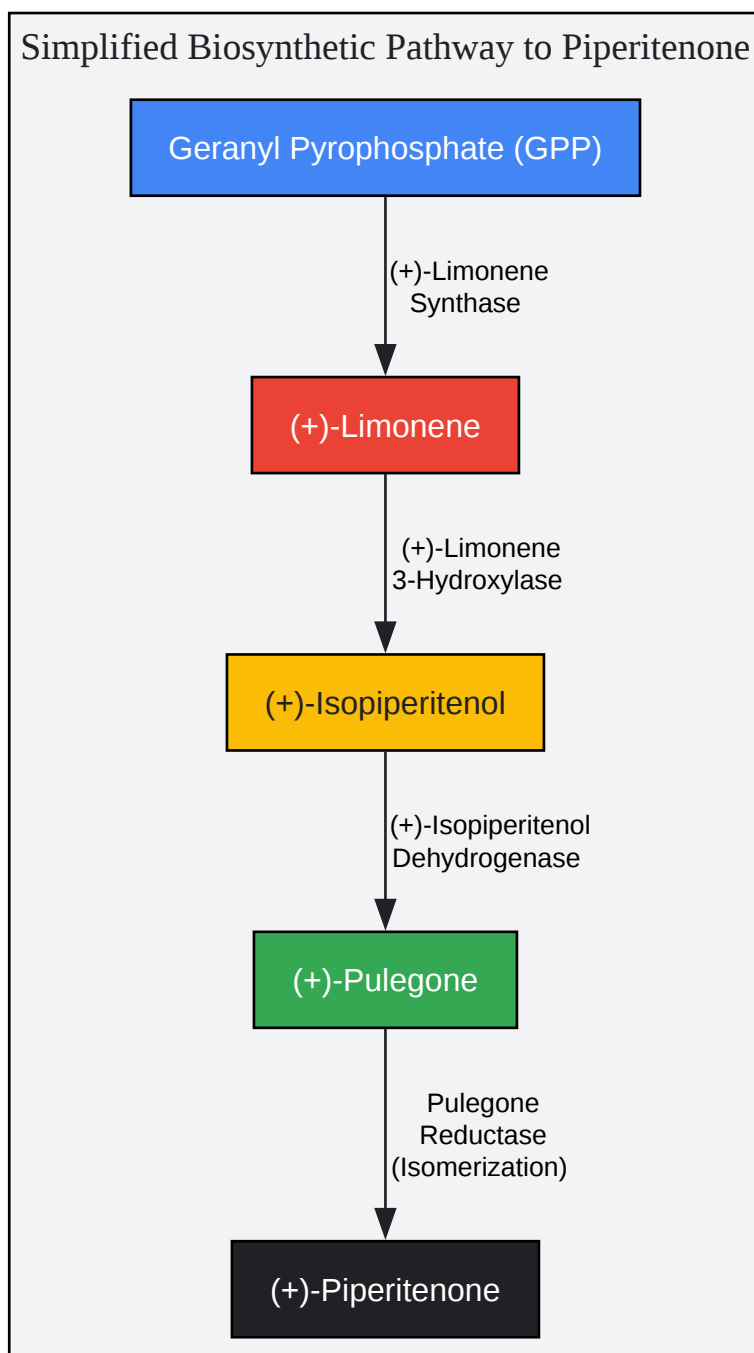 Simplified Biosynthetic Pathway to Piperitenone
Geranyl Pyrophosphate (GPP)
(+)-Limonene
Synthase
(+)-Limonene
(+)-Limonene
3-Hydroxylase
(+)-Isopiperitenol
(+)-Isopiperitenol
Dehydrogenase
(+)-Pulegone
Pulegone
Reductase
(Isomerization)
(+)-Piperitenone